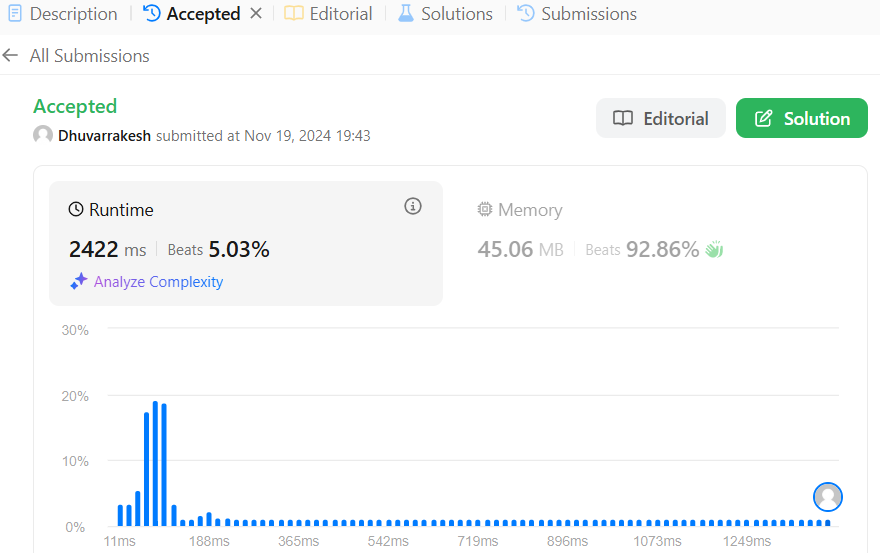 Description Accepted Editorial Solutions Submissions
All Submissions
Accepted
Dhuvarrakesh submitted at Nov 19, 2024 19:43
Editorial
Solution
Runtime
2422 ms Beats 5.03%
Analyze Complexity
Memory
45.06 MB Beats 92.86%
30%
20%
10%
0%
11ms 188ms 365ms 542ms 719ms 896ms 1073ms 1249ms